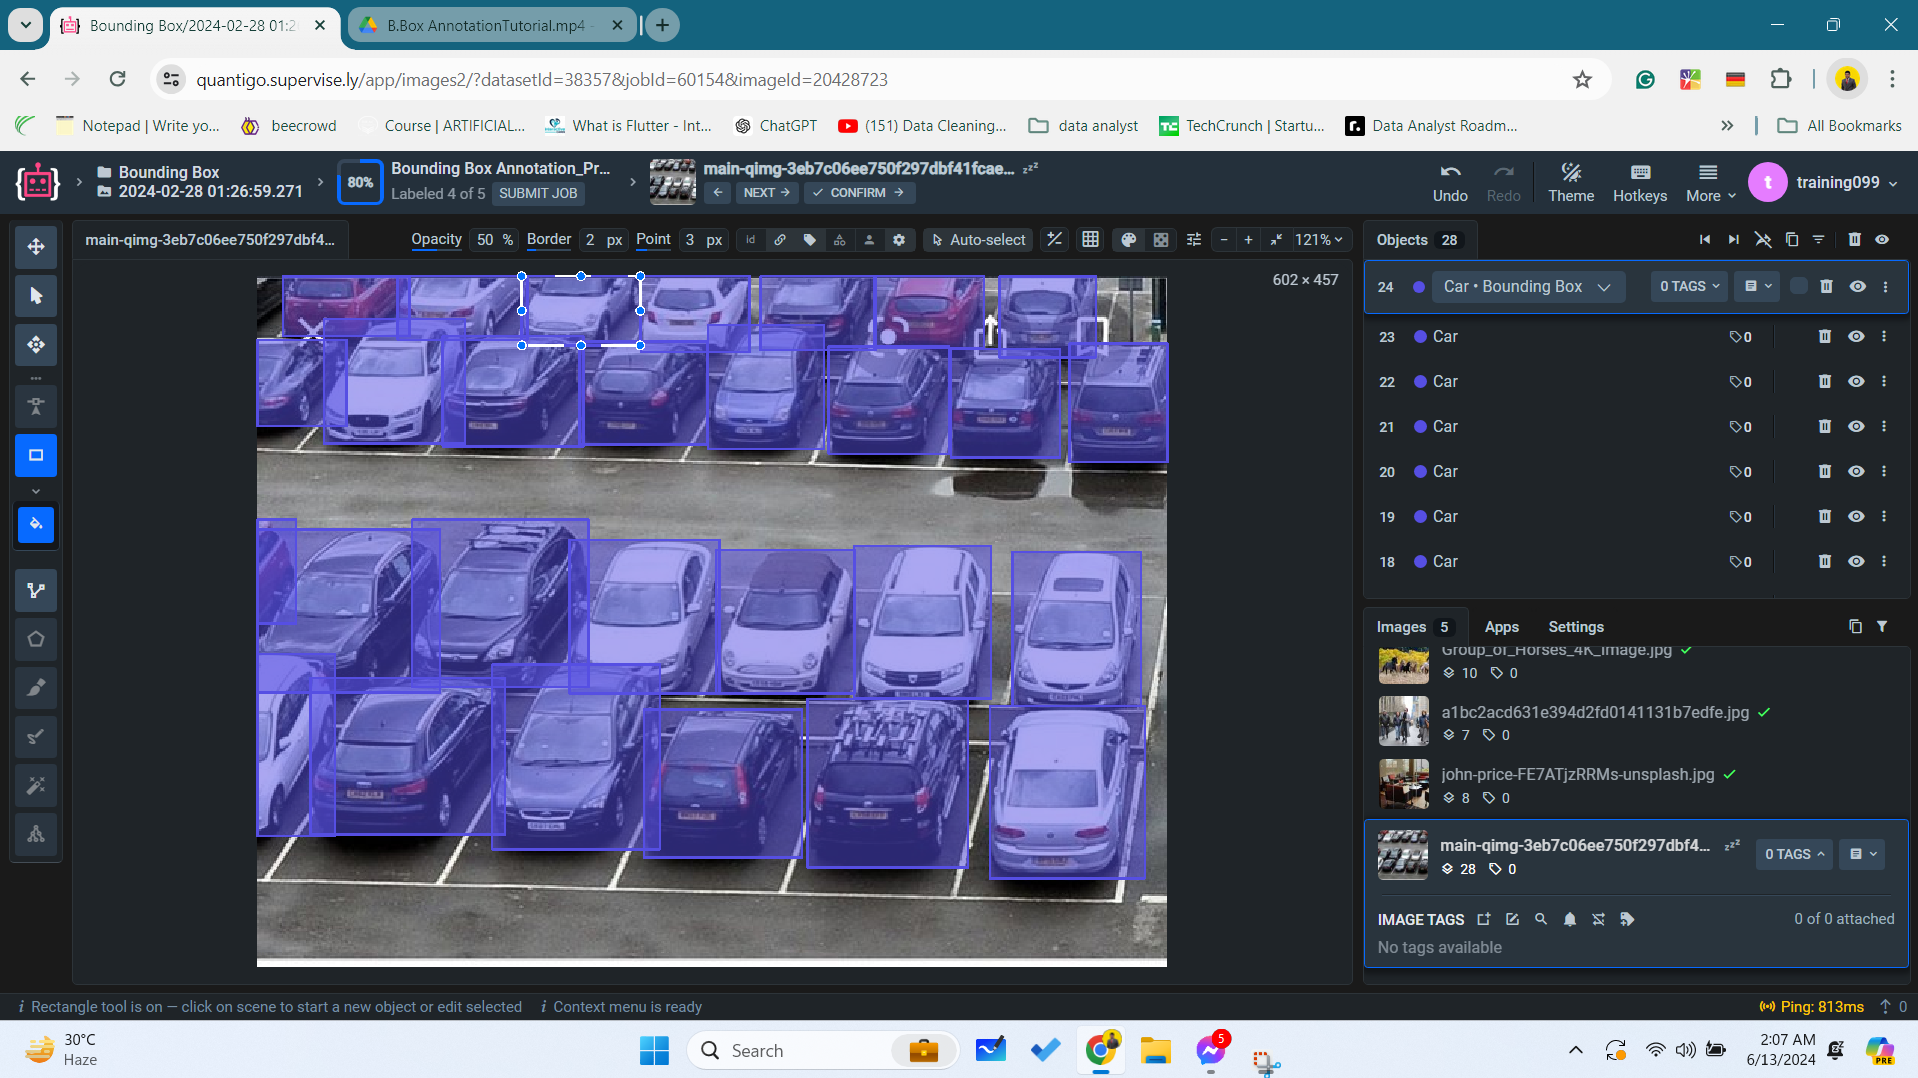 Bounding Box/2024-02-28 01:2
B.Box AnnotationTutorial.mp4 -
quantigo.supervise.ly/app/images2/?datasetId=38357&jobId=60154&imageId=20428723
Notepad | Write yo...
beecrowd
Course | ARTIFICIAL...
What is Flutter - Int...
ChatGPT
(151) Data Cleaning...
data analyst
TechCrunch | Startu...
Data Analyst Roadm...
All Bookmarks
Bounding Box
2024-02-28 01:26:59.271
80%
Bounding Box Annotation_Pr...
Labeled 4 of 5 SUBMIT JOB
main-qimg-3eb7c06ee750f297dbf41fcae...
NEXT
CONFIRM
Undo
Redo
Theme
Hotkeys
More
t
training099
main-qimg-3eb7c06ee750f297dbf4...
Opacity 50 % Border 2 px Point 3 px
Id
Auto-select
121%
602 × 457
Objects 28
24 Car • Bounding Box 0 TAGS
23 Car 0
22 Car 0
21 Car 0
20 Car 0
19 Car 0
18 Car 0
Images 5 Apps Settings
Group_of_Horses_4K_Image.jpg
10 0
a1bc2acd631e394d2fd0141131b7edfe.jpg
7 0
john-price-FE7ATjzRRMs-unsplash.jpg
8 0
main-qimg-3eb7c06ee750f297dbf4...
0 TAGS
28 0
IMAGE TAGS
0 of 0 attached
No tags available
Rectangle tool is on — click on scene to start a new object or edit selected
Context menu is ready
Ping: 813ms
0
30°C
Haze
Search
5
2:07 AM
6/13/2024
PRE